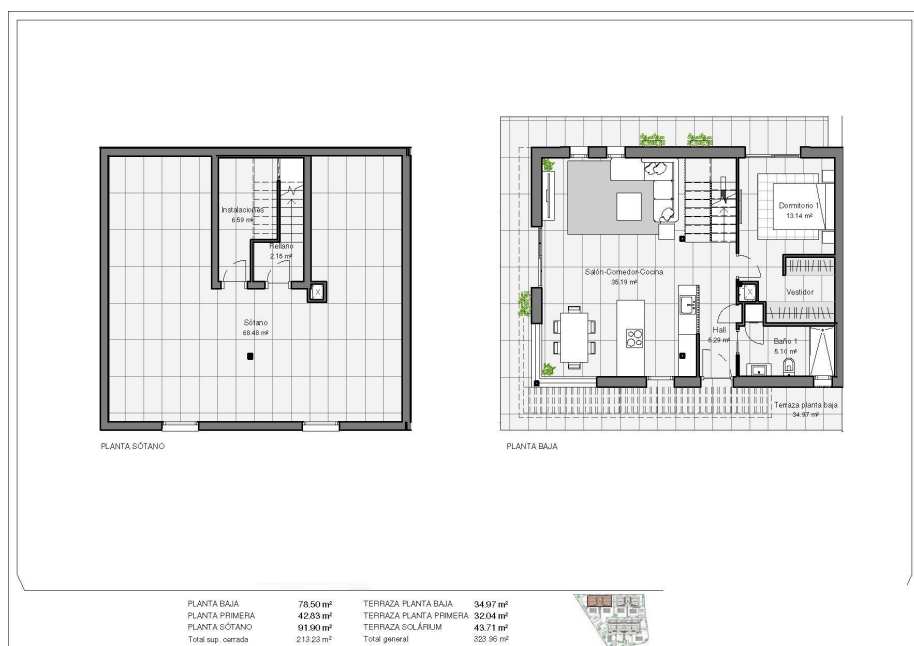 Instalaciones
6.59 m²
Rellano
2.15 m²
Sótano
68.48 m²
PLANTA SÓTANO
Dormitorio 1
13.14 m²
Salón-Comedor-Cocina
35.19 m²
Vestidor
X
X
Hall
5.29 m²
Baño 1
5.10 m²
Terraza planta baja
34.97 m²
PLANTA BAJA
PLANTA BAJA 78.50 m² TERRAZA PLANTA BAJA 34.97 m²
PLANTA PRIMERA 42.83 m² TERRAZA PLANTA PRIMERA 32.04 m²
PLANTA SÓTANO 91.90 m² TERRAZA SOLÁRIUM 43.71 m²
Total sup. cerrada 213.23 m² Total general 323.96 m²